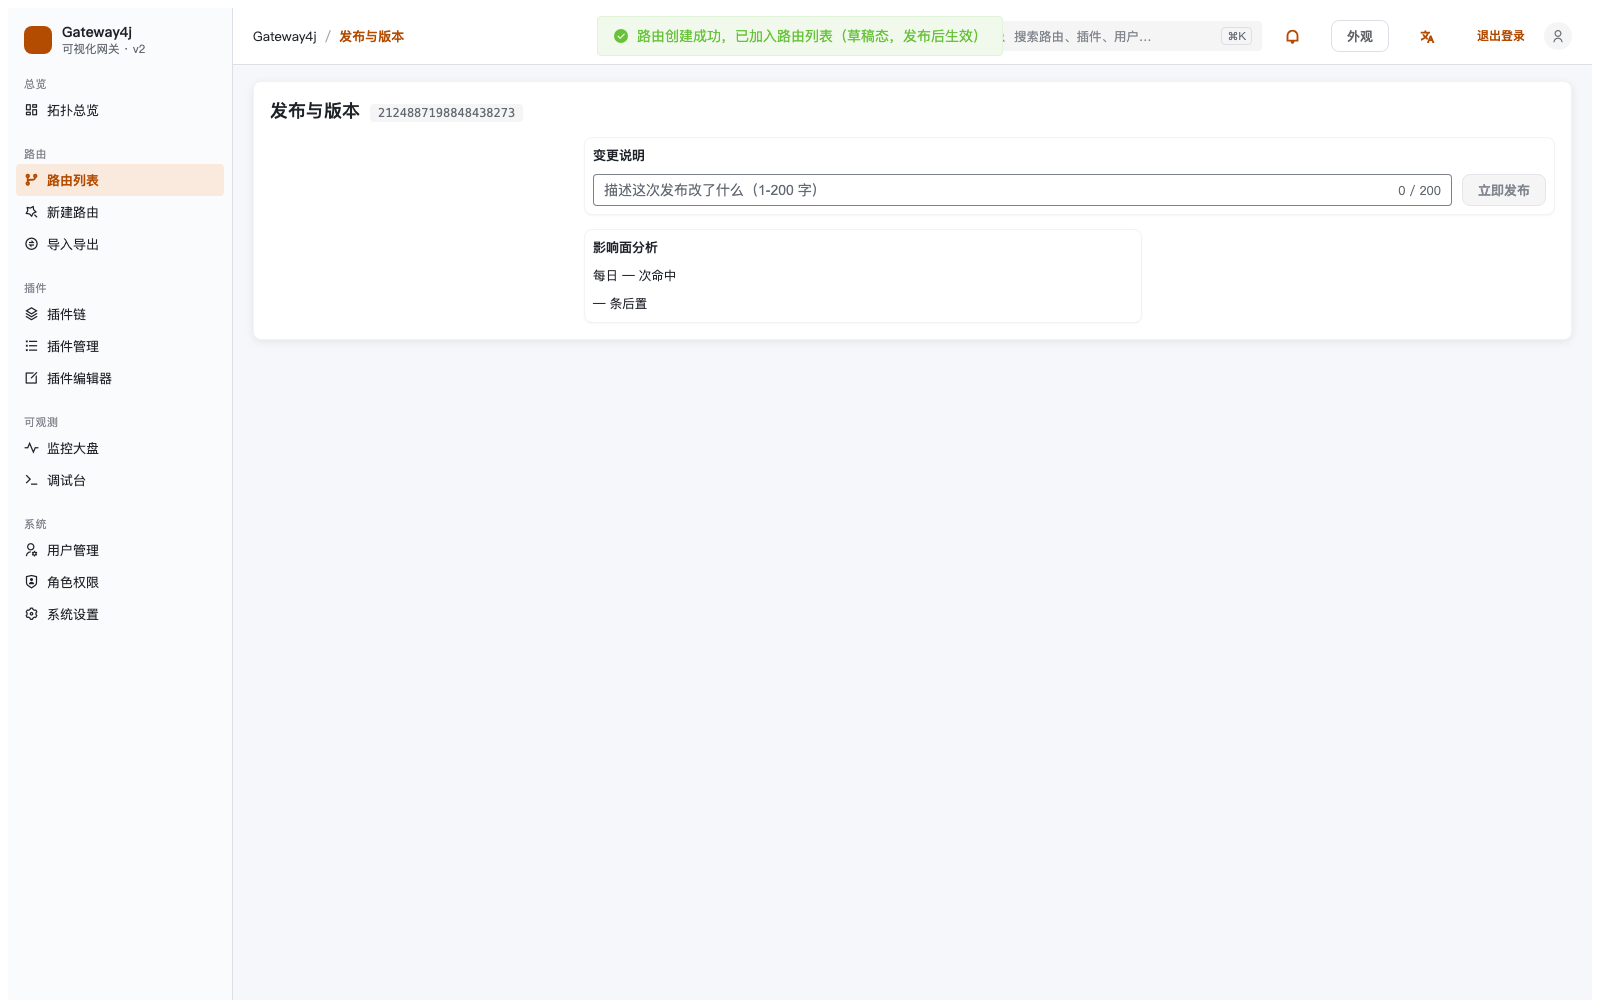 Gateway4j
可视化网关 · v2
总览
拓扑总览
路由
路由列表
新建路由
导入导出
插件
插件链
插件管理
插件编辑器
可观测
监控大盘
调试台
系统
用户管理
角色权限
系统设置
Gateway4j / 发布与版本
路由创建成功，已加入路由列表（草稿态，发布后生效）
搜索路由、插件、用户... ⌘K
外观
退出登录
发布与版本 2124887198848438273
变更说明
描述这次发布改了什么（1-200 字） 0 / 200
立即发布
影响面分析
每日 — 次命中
— 条后置